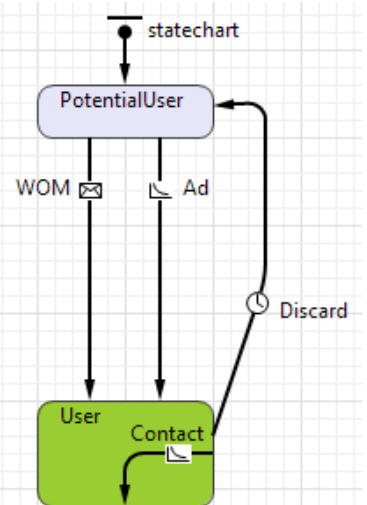 statechart
PotentialUser
WOM
Ad
Discard
User
Contact